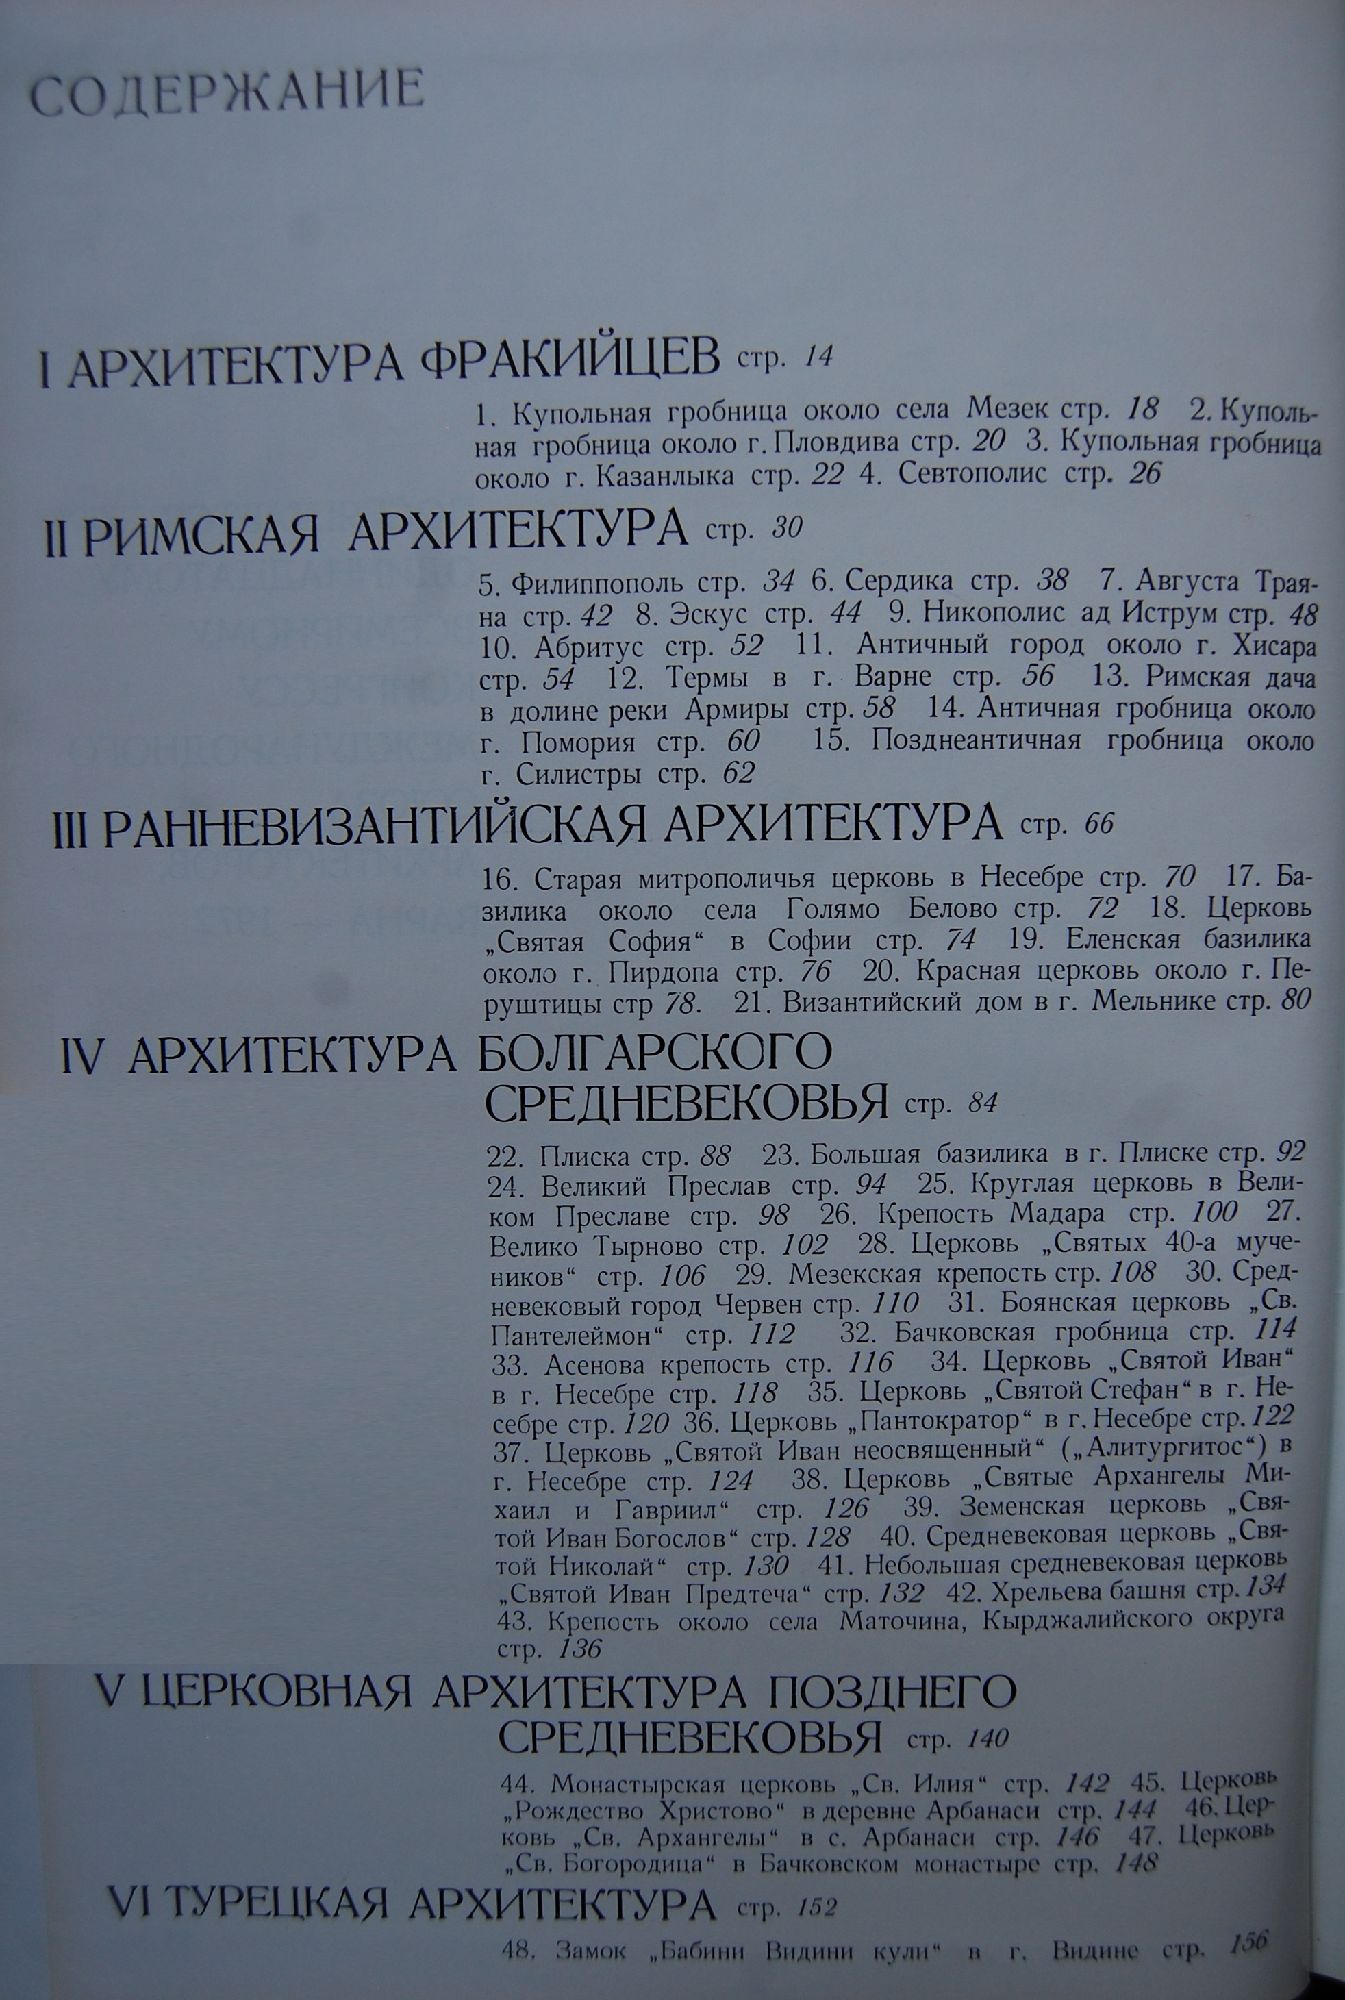 СОДЕРЖАНИЕ
I АРХИТЕКТУРА ФРАКИЙЦЕВ стр. 14
1. Купольная гробница около села Мезек стр. 18 2. Куполь-
ная гробница около г. Пловдива стр. 20 3. Купольная гробница
около г. Казанлыка стр. 22 4. Севтополис стр. 26
II РИМСКАЯ АРХИТЕКТУРА стр. 30
5. Филиппополь стр. 34 6. Сердика стр. 38 7. Августа Трая-
на стр. 42 8. Эскус стр. 44 9. Никополис ад Иструм стр. 48
10. Абритус стр. 52 11. Античный город около г. Хисара
стр. 54 12. Термы в г. Варне стр. 56 13. Римская дача
в долине реки Армиры стр. 58 14. Античная гробница около
г. Помория стр. 60 15. Позднеантичная гробница около
г. Силистры стр. 62
III РАННЕВИЗАНТИЙСКАЯ АРХИТЕКТУРА стр. 66
16. Старая митрополичья церковь в Несебре стр. 70 17. Ба-
зилика около села Голямо Белово стр. 72 18. Церковь
„Святая София“ в Софии стр. 74 19. Еленская базилика
около г. Пирдопа стр. 76 20. Красная церковь около г. Пе-
руштицы стр 78. 21. Византийский дом в г. Мельнике стр. 80
IV АРХИТЕКТУРА БОЛГАРСКОГО
СРЕДНЕВЕКОВЬЯ стр. 84
22. Плиска стр. 88 23. Большая базилика в г. Плиске стр. 92
24. Великий Преслав стр. 94 25. Круглая церковь в Вели-
ком Преславе стр. 98 26. Крепость Мадара стр. 100 27.
Велико Тырново стр. 102 28. Церковь „Святых 40-а муче-
ников“ стр. 106 29. Мезекская крепость стр. 108 30. Сред-
невековый город Червен стр. 110 31. Боянская церковь „Св.
Пантелеймон“ стр. 112 32. Бачковская гробница стр. 114
33. Асенова крепость стр. 116 34. Церковь „Святой Иван“
в г. Несебре стр. 118 35. Церковь „Святой Стефан“ в г. Не-
себре стр. 120 36. Церковь „Пантократор“ в г. Несебре стр. 122
37. Церковь „Святой Иван неосвященный“ („Алитургитос“) в
г. Несебре стр. 124 38. Церковь „Святые Архангелы Ми-
хаил и Гавриил“ стр. 126 39. Земенская церковь „Свя-
той Иван Богослов“ стр. 128 40. Средневековая церковь „Свя-
той Николай“ стр. 130 41. Небольшая средневековая церковь
„Святой Иван Предтеча“ стр. 132 42. Хрельева башня стр. 134
43. Крепость около села Маточина, Кырджалийского округа
стр. 136
V ЦЕРКОВНАЯ АРХИТЕКТУРА ПОЗДНЕГО
СРЕДНЕВЕКОВЬЯ стр. 140
44. Монастырская церковь „Св. Илия“ стр. 142 45. Церковь
„Рождество Христово“ в деревне Арбанаси стр. 144 46. Цер-
ковь „Св. Архангелы“ в с. Арбанаси стр. 146 47. Церковь
„Св. Богородица“ в Бачковском монастыре стр. 148
VI ТУРЕЦКАЯ АРХИТЕКТУРА стр. 152
48. Замок „Бабини Видини кули“ в г. Видине стр. 156